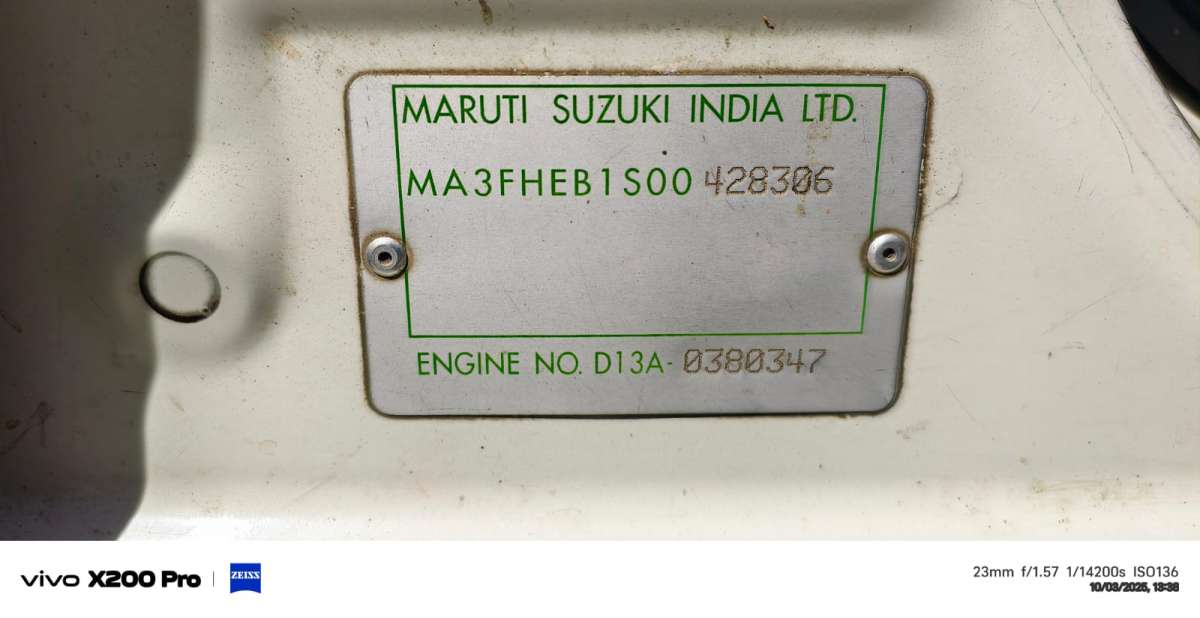 MARUTI SUZUKI INDIA LTD.
MA3FHEB1S00 428306
ENGINE NO. D13A- 0380347
vivo X200 Pro | ZEISS
23mm f/1.57 1/14200s ISO136
10/03/2025, 13:36